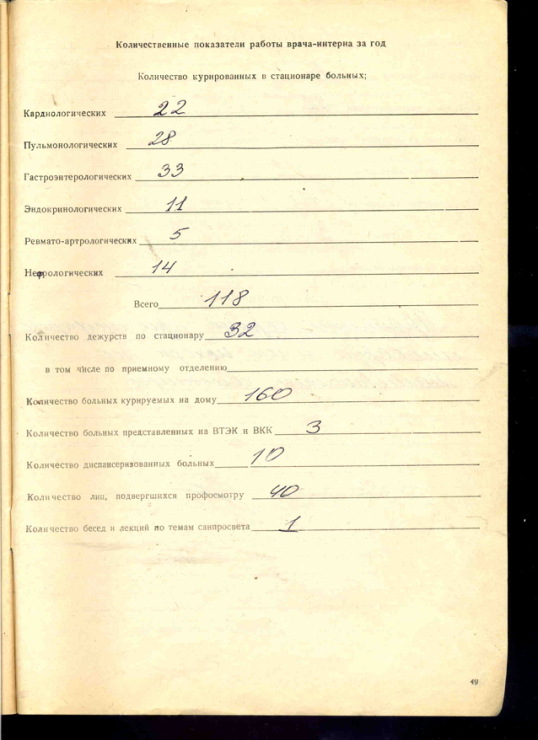 Количественные показатели работы врача-интерна за год
Количество курированных в стационаре больных;
Кардиологических 22
Пульмонологических 28
Гастроэнтерологических 33
Эндокринологических 11
Ревмато-артрологических 5
Нефрологических 14
Всего 118
Количество дежурств по стационару 32
в том числе по приемному отделению
Количество больных курируемых на дому 160
Количество больных представленных на ВТЭК и ВКК 3
Количество диспансеризованных больных 10
Количество лиц, подвергшихся профосмотру 40
Количество бесед и лекций по темам санпросвета 1
49